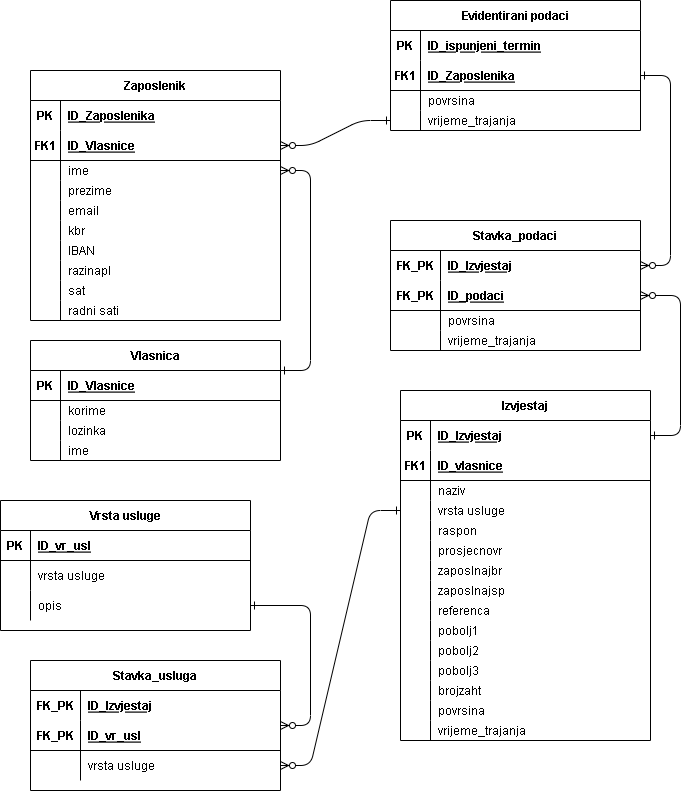 Evidentirani podaci
PK ID_ispunjeni_termin
FK1 ID_Zaposlenika
povrsina
vrijeme_trajanja
Zaposlenik
PK ID_Zaposlenika
FK1 ID_Vlasnice
ime
prezime
email
kbr
IBAN
razinapl
sat
radni sati
Stavka_podaci
FK_PK ID_Izvjestaj
FK_PK ID_podaci
povrsina
vrijeme_trajanja
Vlasnica
PK ID_Vlasnice
korime
lozinka
ime
Izvjestaj
PK ID_Izvjestaj
FK1 ID_vlasnice
naziv
vrsta usluge
raspon
prosjecnovr
zaposlnajbr
zaposlnajsp
referenca
pobolj1
pobolj2
pobolj3
brojzaht
povrsina
vrijeme_trajanja
Vrsta usluge
PK ID_vr_usl
vrsta usluge
opis
Stavka_usluga
FK_PK ID_Izvjestaj
FK_PK ID_vr_usl
vrsta usluge